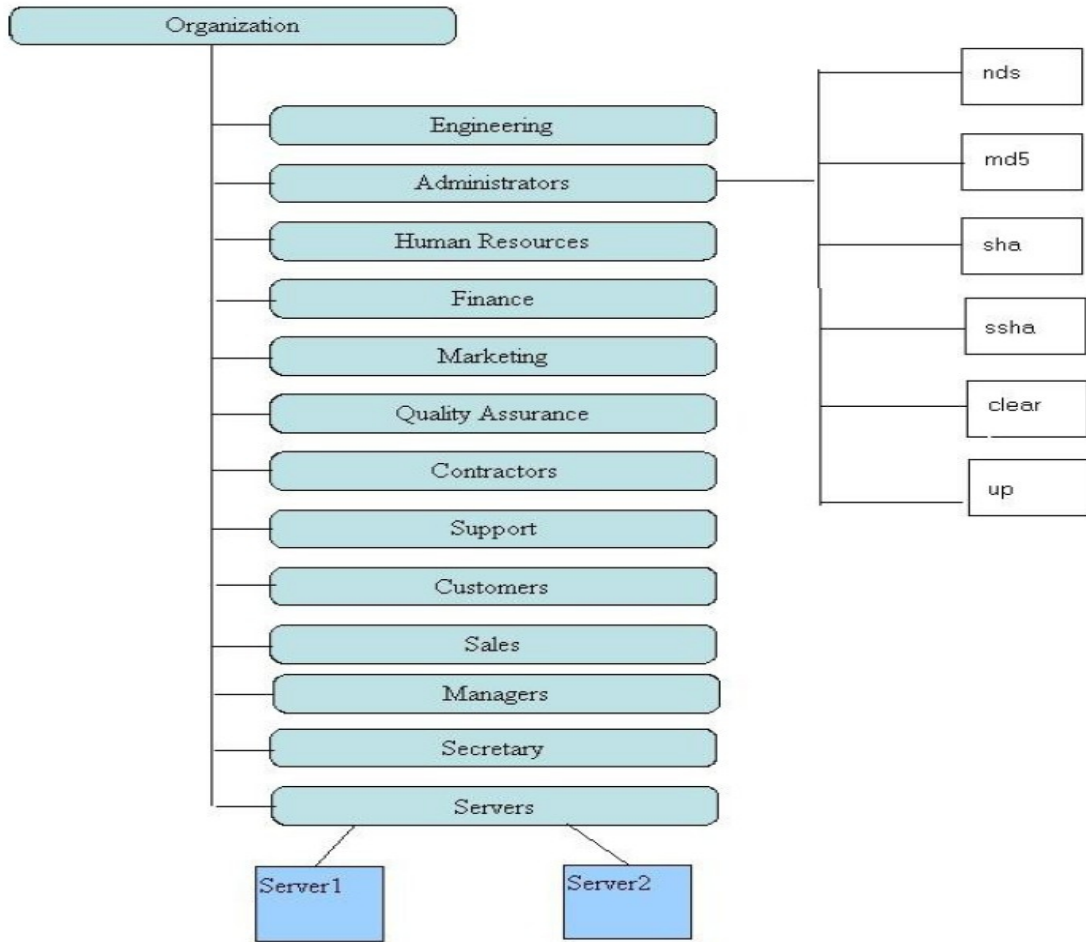 Organization
Engineering
Administrators
Human Resources
Finance
Marketing
Quality Assurance
Contractors
Support
Customers
Sales
Managers
Secretary
Servers
Server1
Server2
nds
md5
sha
ssha
clear
up